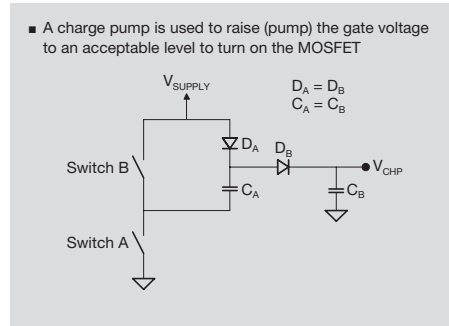 ■ A charge pump is used to raise (pump) the gate voltage
to an acceptable level to turn on the MOSFET
VSUPPLY
DA = DB
CA = CB
DA
DB
Switch B
VCHP
CA
CB
Switch A